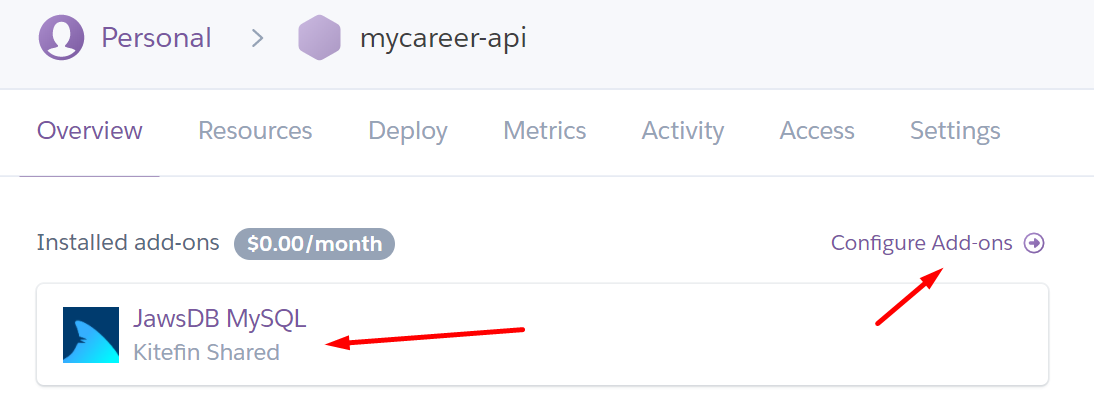 Personal > mycareer-api
Overview Resources Deploy Metrics Activity Access Settings
Installed add-ons $0.00/month Configure Add-ons
JawsDB MySQL
Kitefin Shared